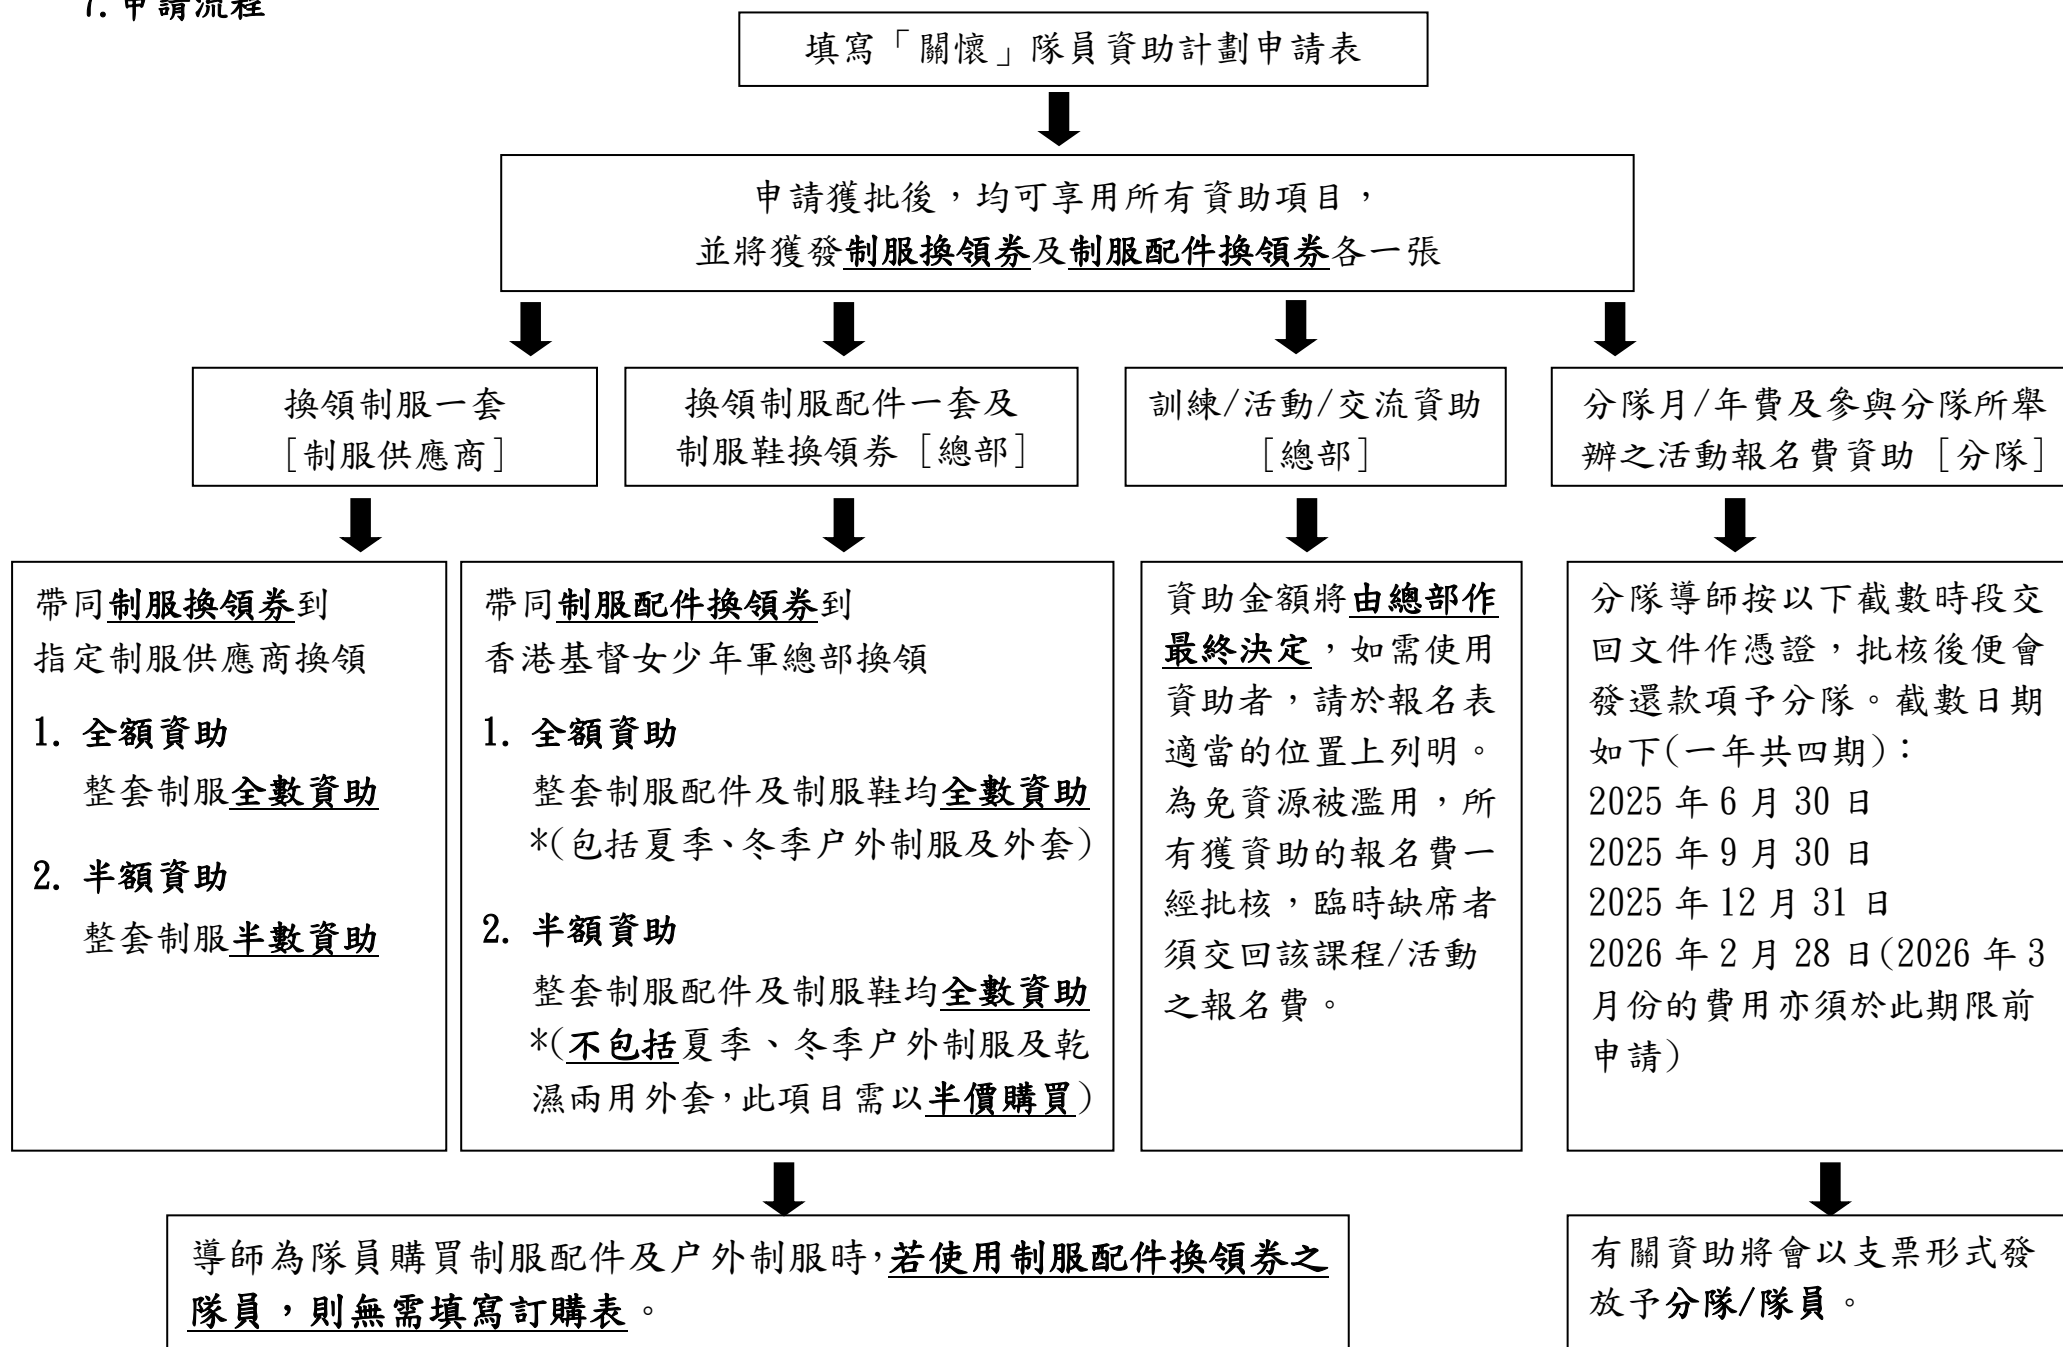 7.申請流程
填寫「關懷」隊員資助計劃申請表
申請獲批後，均可享用所有資助項目，
並將獲發制服換領券及制服配件換領券各一張
換領制服一套
[制服供應商]
換領制服配件一套及
制服鞋換領券 [總部]
訓練/活動/交流資助
[總部]
分隊月/年費及參與分隊所舉
辦之活動報名費資助 [分隊]
帶同制服換領券到
指定制服供應商換領
1. 全額資助
整套制服全數資助
2. 半額資助
整套制服半數資助
帶同制服配件換領券到
香港基督女少年軍總部換領
1. 全額資助
整套制服配件及制服鞋均全數資助
*(包括夏季、冬季户外制服及外套)
2. 半額資助
整套制服配件及制服鞋均全數資助
*(不包括夏季、冬季户外制服及乾
濕兩用外套，此項目需以半價購買)
資助金額將由總部作
最終決定，如需使用
資助者，請於報名表
適當的位置上列明。
為免資源被濫用，所
有獲資助的報名費一
經批核，臨時缺席者
須交回該課程/活動
之報名費。
分隊導師按以下截數時段交
回文件作憑證，批核後便會
發還款項予分隊。截數日期
如下(一年共四期)：
2025 年 6 月 30 日
2025 年 9 月 30 日
2025 年 12 月 31 日
2026 年 2 月 28 日(2026 年 3
月份的費用亦須於此期限前
申請)
導師為隊員購買制服配件及户外制服時，若使用制服配件換領券之
隊員，則無需填寫訂購表。
有關資助將會以支票形式發
放予分隊/隊員。